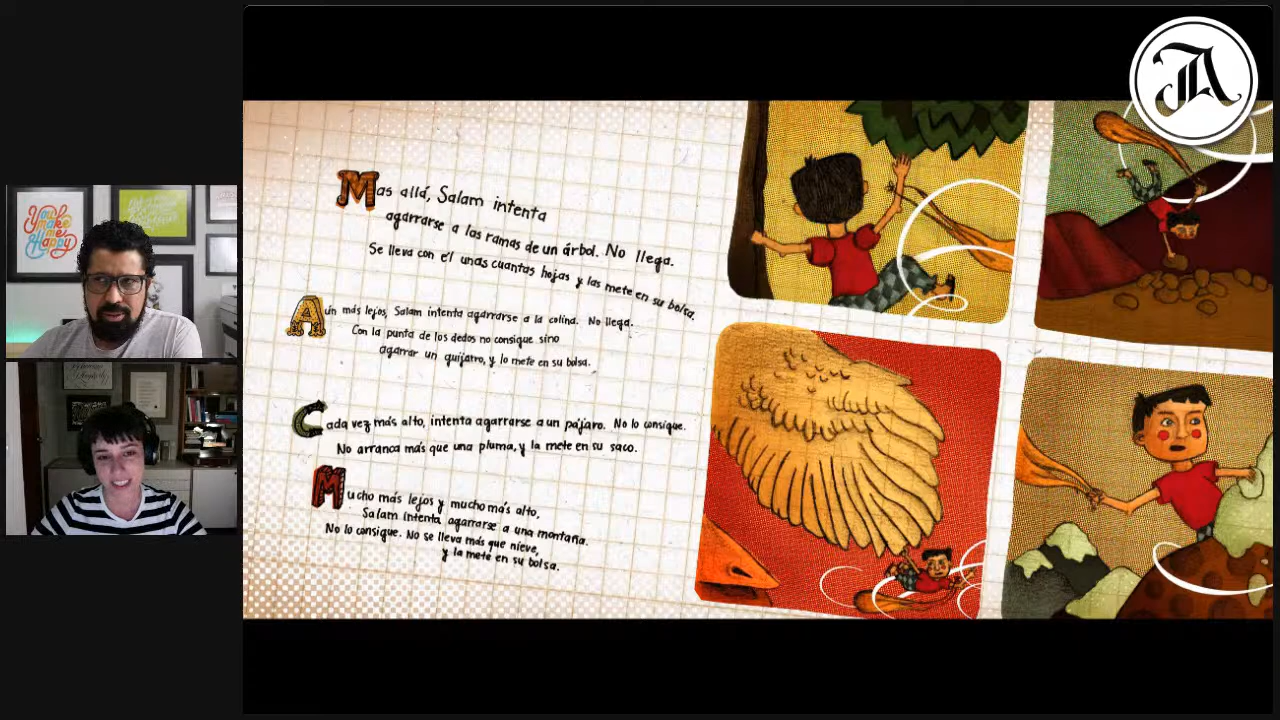 Mas allá, Salam intenta
agarrarse a las ramas de un árbol. No llega.
Se lleva con el unas cuantas hojas y las mete en su bolsa.
Aún más lejos, Salam intenta agarrarse a la colina. No llega.
Con la punta de los dedos no consigue sino
agarrar un guijarro, y lo mete en su bolsa.
Cada vez más alto, intenta agarrarse a un pájaro. No lo consigue.
No arranca más que una pluma, y la mete en su saco.
Mucho más lejos y mucho más alto,
Salam intenta agarrarse a una montaña.
No lo consigue. No se lleva más que nieve,
y la mete en su bolsa.
You make me Happy